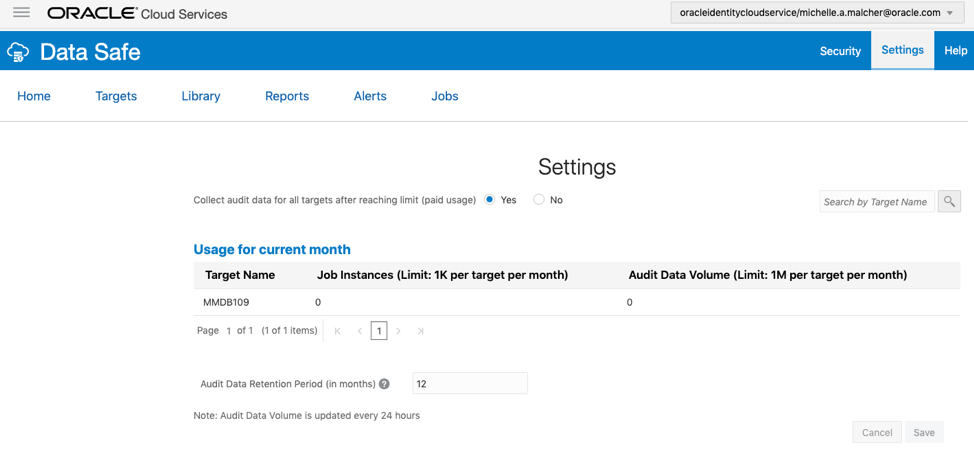 ORACLE® Cloud Services
oracleidentitycloudservice/michelle.a.malcher@oracle.com
Data Safe
Security Settings Help
Home Targets Library Reports Alerts Jobs
Settings
Collect audit data for all targets after reaching limit (paid usage) Yes No
Search by Target Name
Usage for current month
Target Name Job Instances (Limit: 1K per target per month) Audit Data Volume (Limit: 1M per target per month)
MMDB109 0 0
Page 1 of 1 (1 of 1 items) 1
Audit Data Retention Period (in months) ? 12
Note: Audit Data Volume is updated every 24 hours
Cancel Save